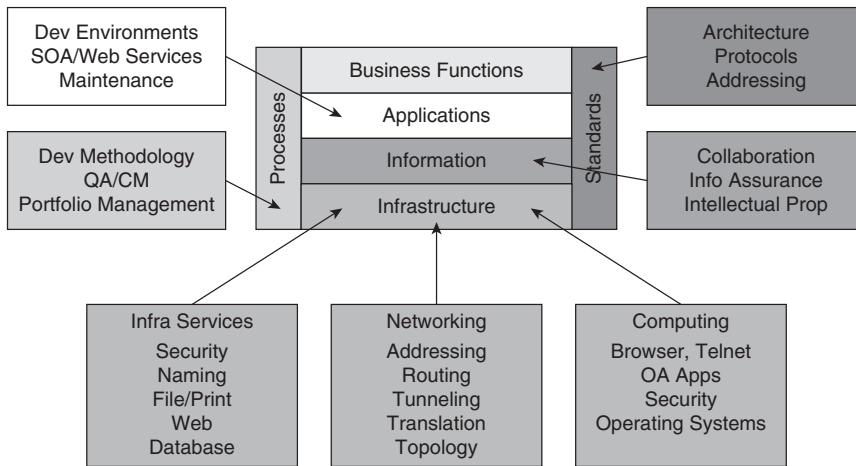 Dev Environments
SOA/Web Services
Maintenance
Architecture
Protocols
Addressing
Processes
Business Functions
Applications
Information
Infrastructure
Standards
Dev Methodology
QA/CM
Portfolio Management
Collaboration
Info Assurance
Intellectual Prop
Infra Services
Security
Naming
File/Print
Web
Database
Networking
Addressing
Routing
Tunneling
Translation
Topology
Computing
Browser, Telnet
OA Apps
Security
Operating Systems